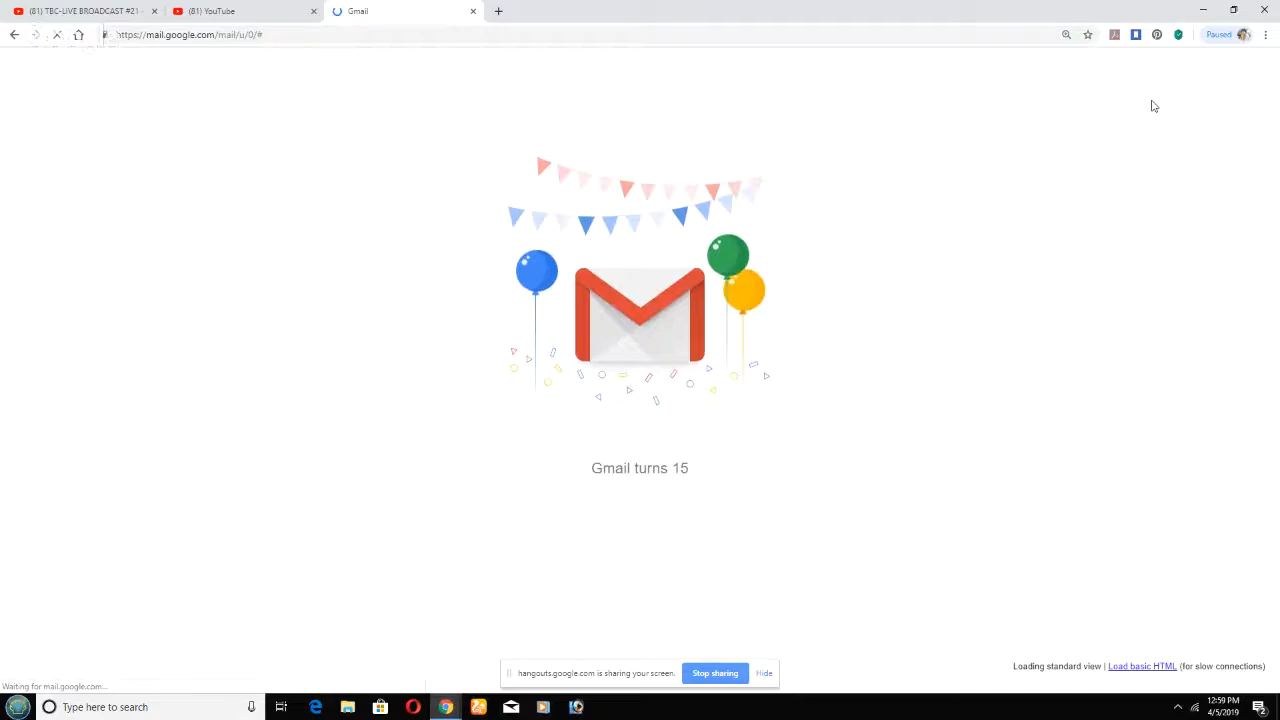 (81) TBC-LIVE BROADCAST #21 -
(81) YouTube
Gmail
https://mail.google.com/mail/u/0/#
Paused
Gmail turns 15
Loading standard view | Load basic HTML (for slow connections)
hangouts.google.com is sharing your screen.
Stop sharing
Hide
Waiting for mail.google.com...
Type here to search
12:59 PM
4/5/2019
2